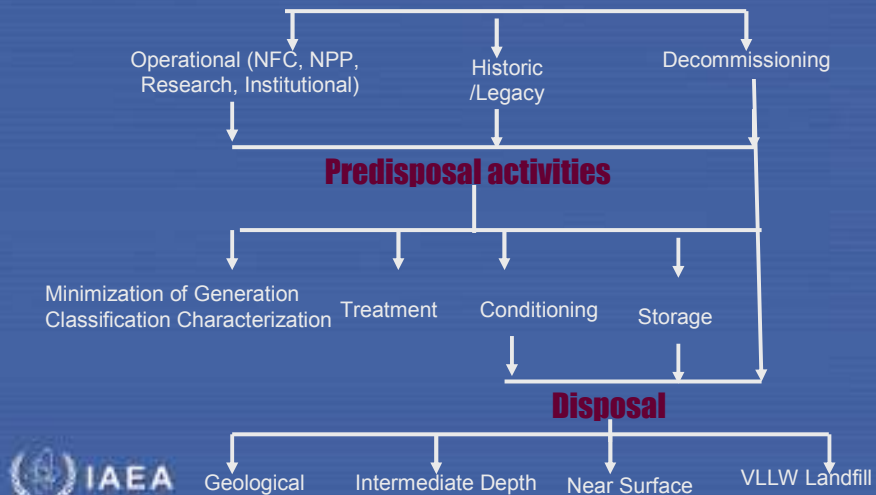 Operational (NFC, NPP,
Research, Institutional)
Historic
/Legacy
Decommissioning
Predisposal activities
Minimization of Generation
Classification Characterization
Treatment
Conditioning
Storage
Disposal
IAEA
Geological
Intermediate Depth
Near Surface
VLLW Landfill